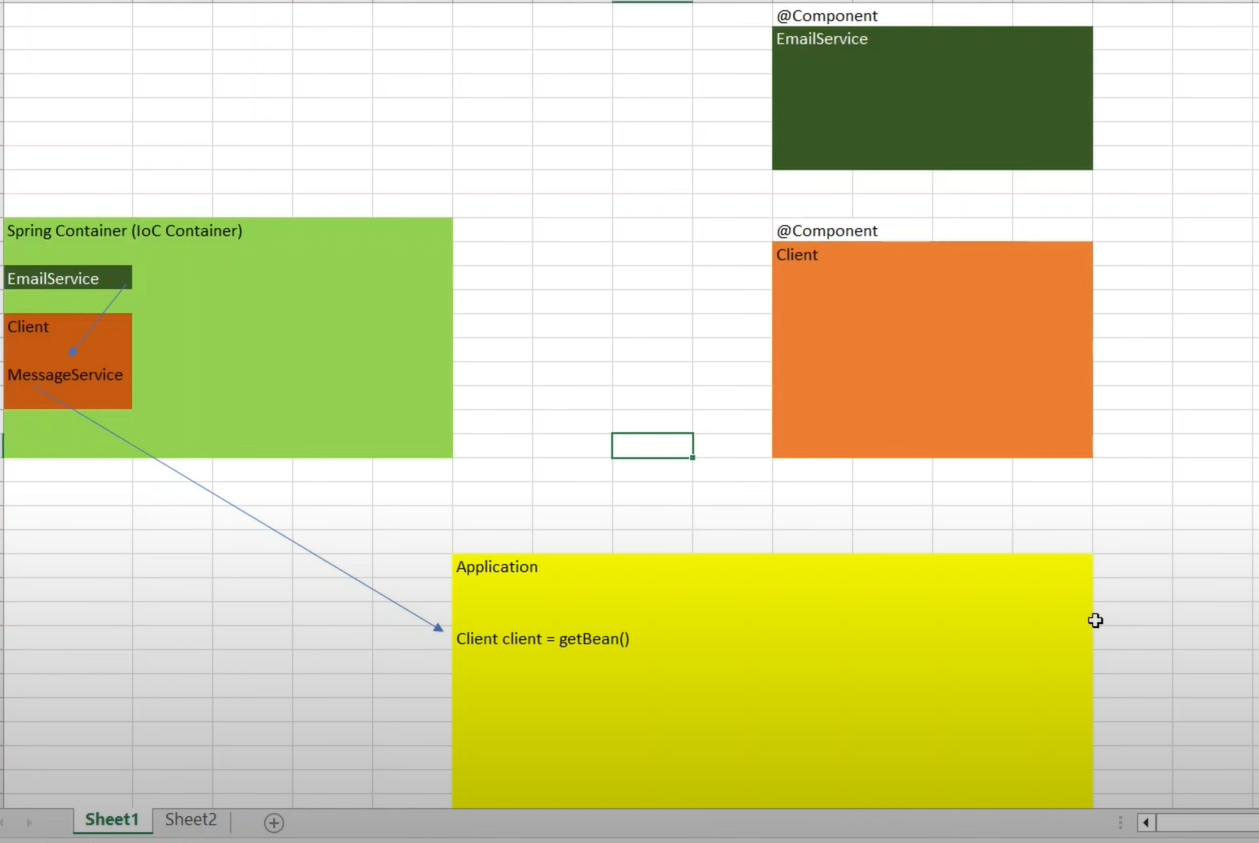 @Component
EmailService
Spring Container (IoC Container)
EmailService
Client
MessageService
@Component
Client
Application
Client client = getBean()
Sheet1
Sheet2